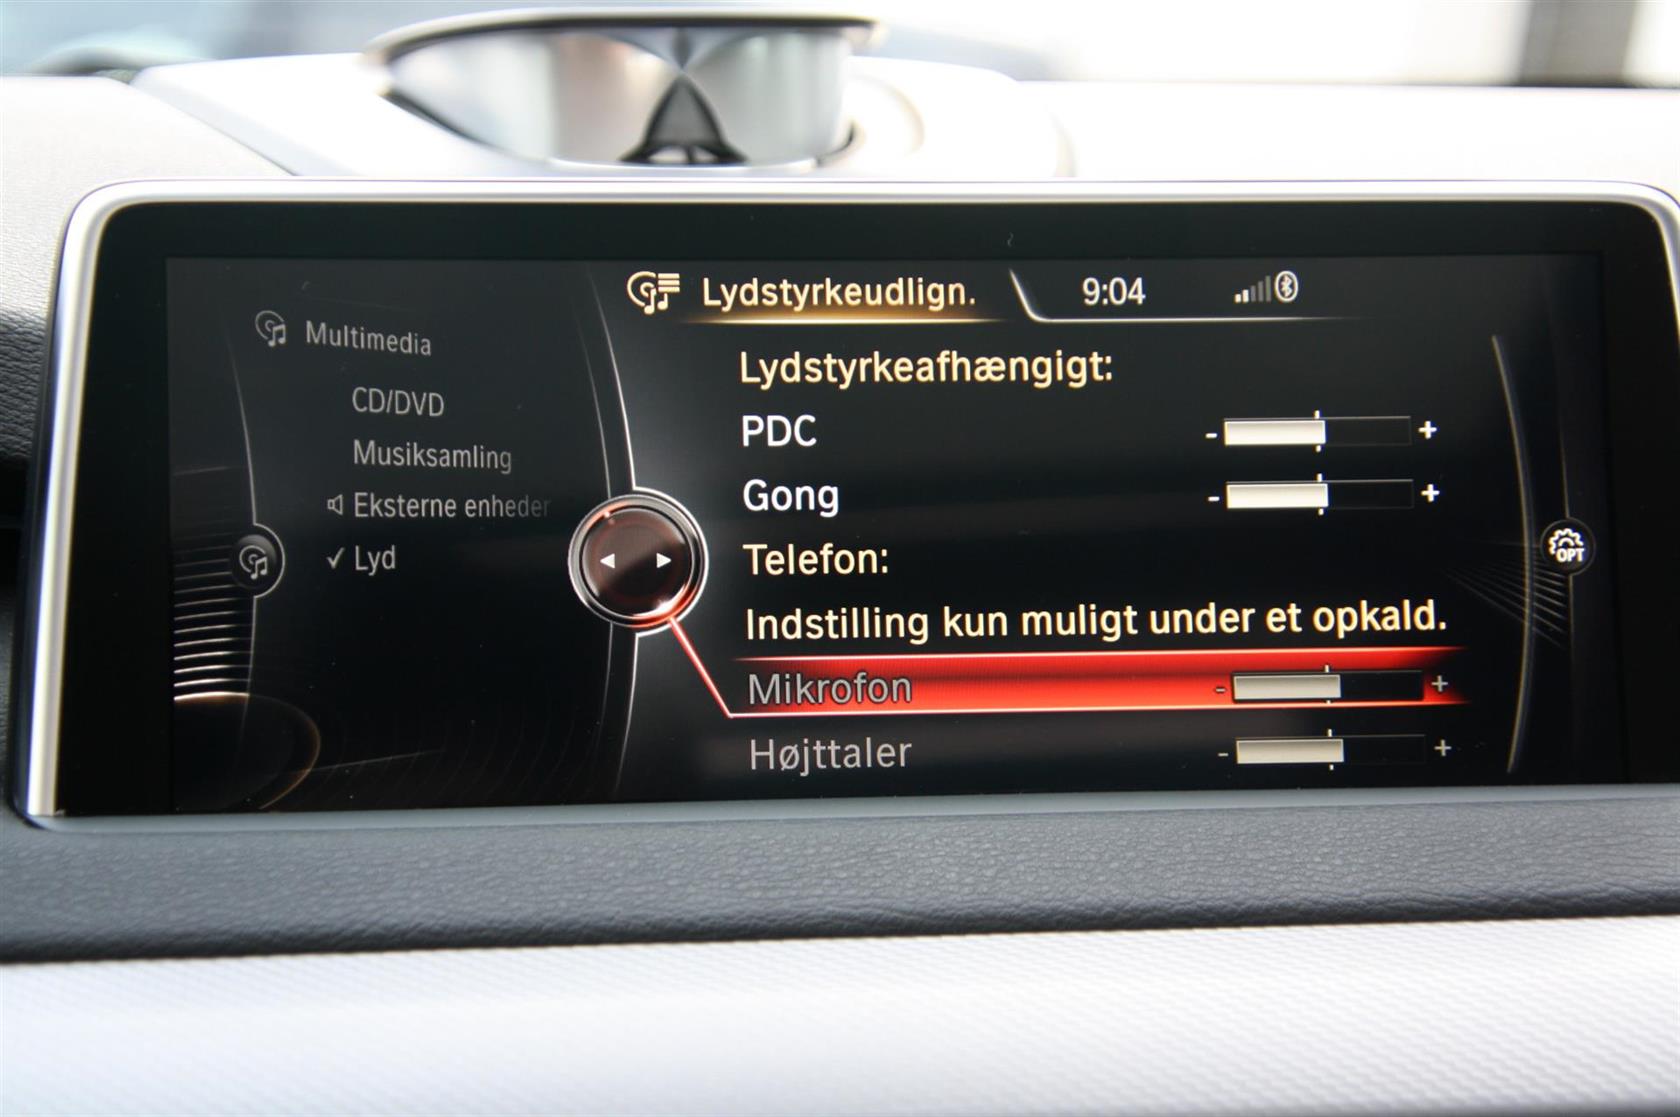 Multimedia
CD/DVD
Musiksamling
Eksterne enheder
✓ Lyd
Lydstyrkeudlign.
9:04
Lydstyrkeafhængigt:
PDC - +
Gong - +
Telefon:
Indstilling kun muligt under et opkald.
Mikrofon - +
Højttaler - +
OPT